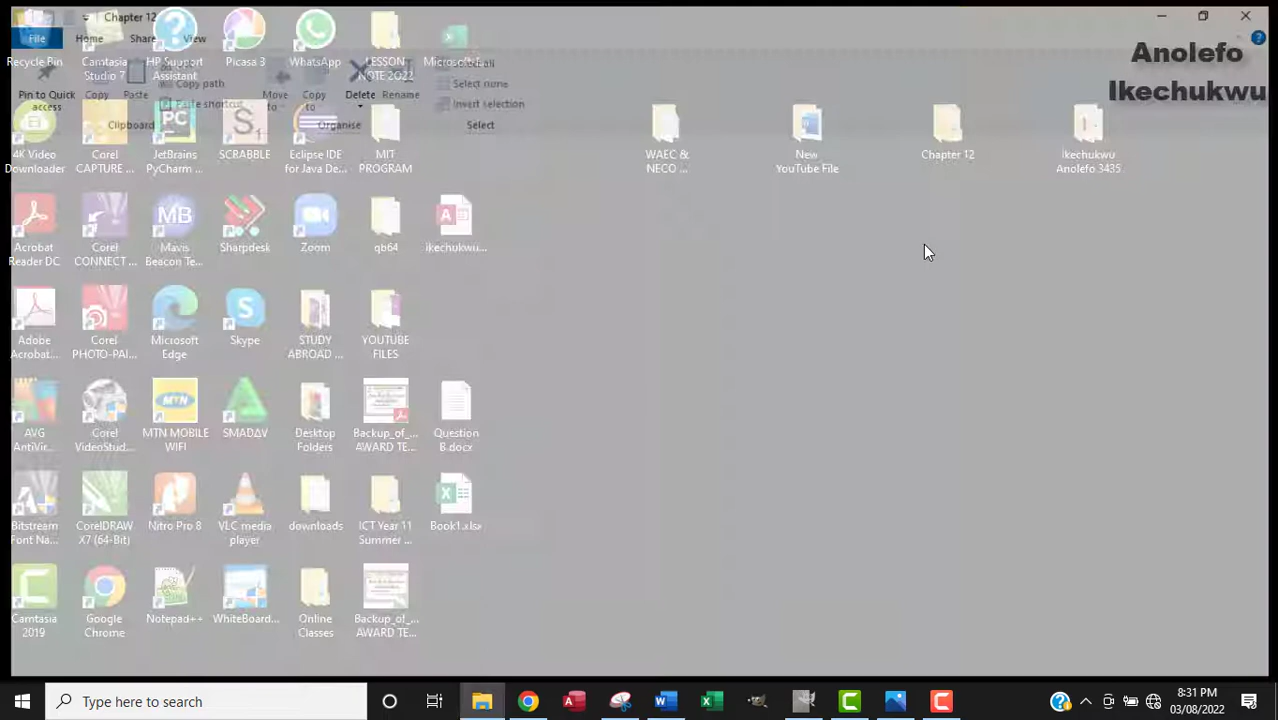 Chapter 12
File
Home
Share
View
Anolefo
Ikechukwu
Recycle Bin
Camtasia
Studio 7
HP Support
Assistant
Picasa 3
WhatsApp
LESSON
NOTE 2022
Pin to Quick
access
Copy
Paste
Copy path
Paste shortcut
Move
to
Copy
to
Delete
Rename
Select none
Invert selection
Clipboard
Organise
Select
4K Video
Downloader
Corel
CAPTURE ...
JetBrains
PyCharm ...
SCRABBLE
Eclipse IDE
for Java De...
MIT
PROGRAM
WAEC &
NECO ...
New
YouTube File
Chapter 12
Ikechukwu
Anolefo 3435
Acrobat
Reader DC
Corel
CONNECT ...
MB
Mavis
Beacon Te...
Sharpdesk
Zoom
qb64
ikechukwu...
Adobe
Acrobat...
Corel
PHOTO-PAI...
Microsoft
Edge
Skype
STUDY
ABROAD ...
YOUTUBE
FILES
AVG
AntiVir...
Corel
VideoStud...
MTN
MTN MOBILE
WIFI
SMADAV
Desktop
Folders
Backup_of_...
AWARD TE...
Question
B.docx
Bitstream
Font Na...
CorelDRAW
X7 (64-Bit)
Nitro Pro 8
VLC media
player
downloads
ICT Year 11
Summer ...
Book1.xlsx
Camtasia
2019
Google
Chrome
Notepad++
WhiteBoard...
Online
Classes
Backup_of_...
AWARD TE...
Type here to search
8:31 PM
03/08/2022